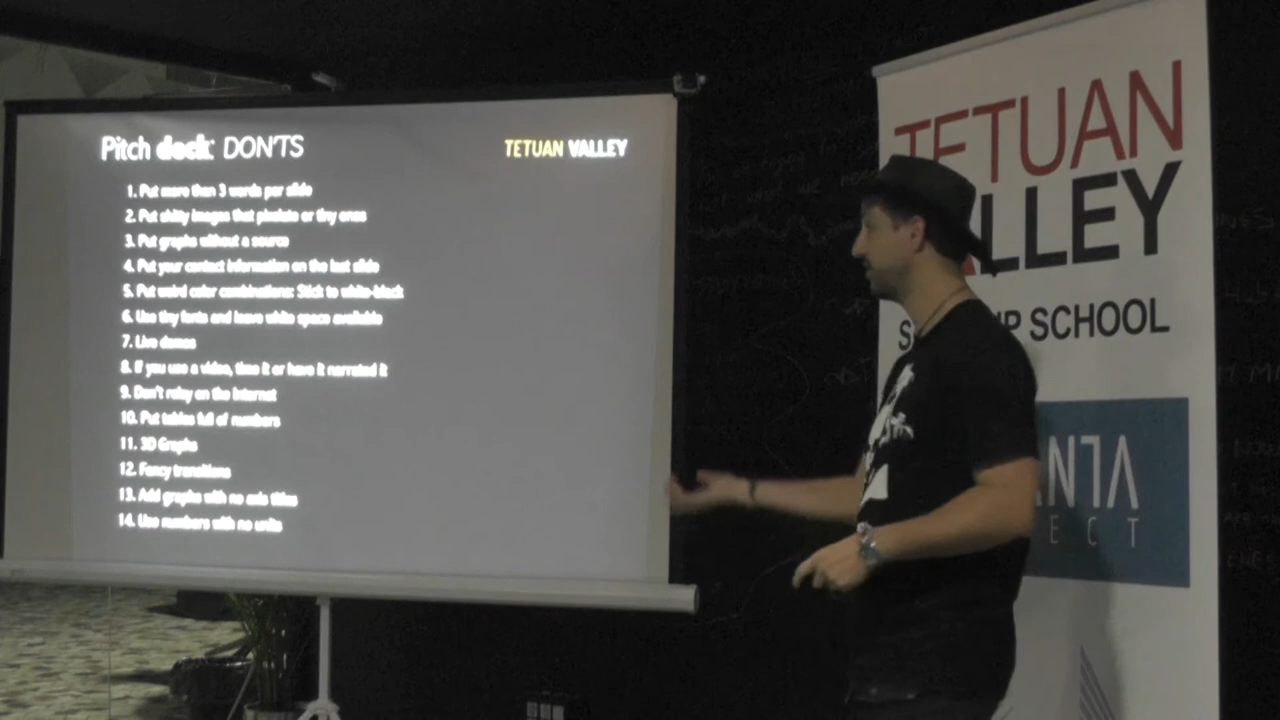 Pitch deck: DON'TS
TETUAN VALLEY
1. Put more than 3 words per slide
2. Put shitty images that pixelate or tiny ones
3. Put graphs without a source
4. Put your contact information on the last slide
5. Put weird color combinations: Stick to white-black
6. Use tiny fonts and leave white space available
7. Live demos
8. If you use a video, time it or have it narrated it
9. Don't relay on the internet
10. Put tables full of numbers
11. 3D Graphs
12. Fancy transitions
13. Add graphs with no axis titles
14. Use numbers with no units
TETUAN
ALLEY
SCHOOL
ECT